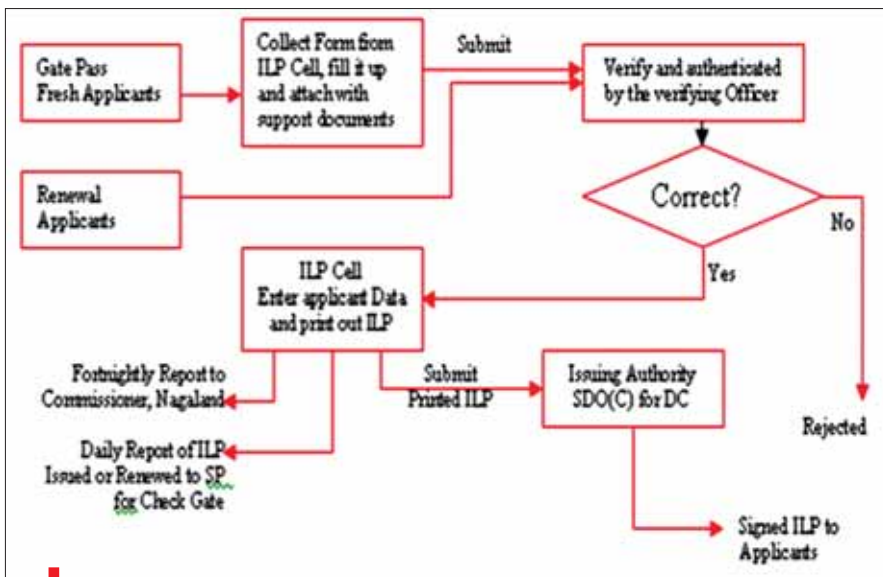 Gate Pass
Fresh Applicants
Collect Form from
ILP Cell, fill it up
and attach with
support documents
Submit
Verify and authenticated
by the verifying Officer
Renewal
Applicants
Correct?
No
Yes
ILP Cell
Enter applicant Data
and print out ILP
Fortnightly Report to
Commissioner, Nagaland
Submit
Printed ILP
Issuing Authority
SDO(C) for DC
Rejected
Daily Report of ILP
Issued or Renewed to SP
for Check Gate
Signed ILP to
Applicants